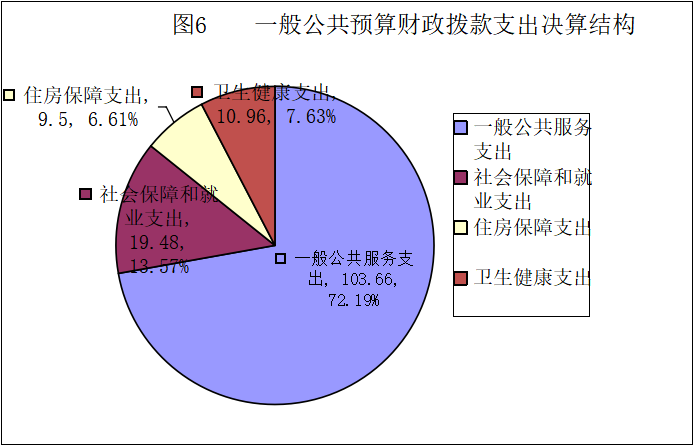 图6 一般公共预算财政拨款支出决算结构
住房保障支出,
9.5, 6.61%
卫生健康支出,
10.96, 7.63%
社会保障和就
业支出,
19.48,
13.57%
一般公共服务支
出, 103.66,
72.19%
一般公共服务
支出
社会保障和就
业支出
住房保障支出
卫生健康支出